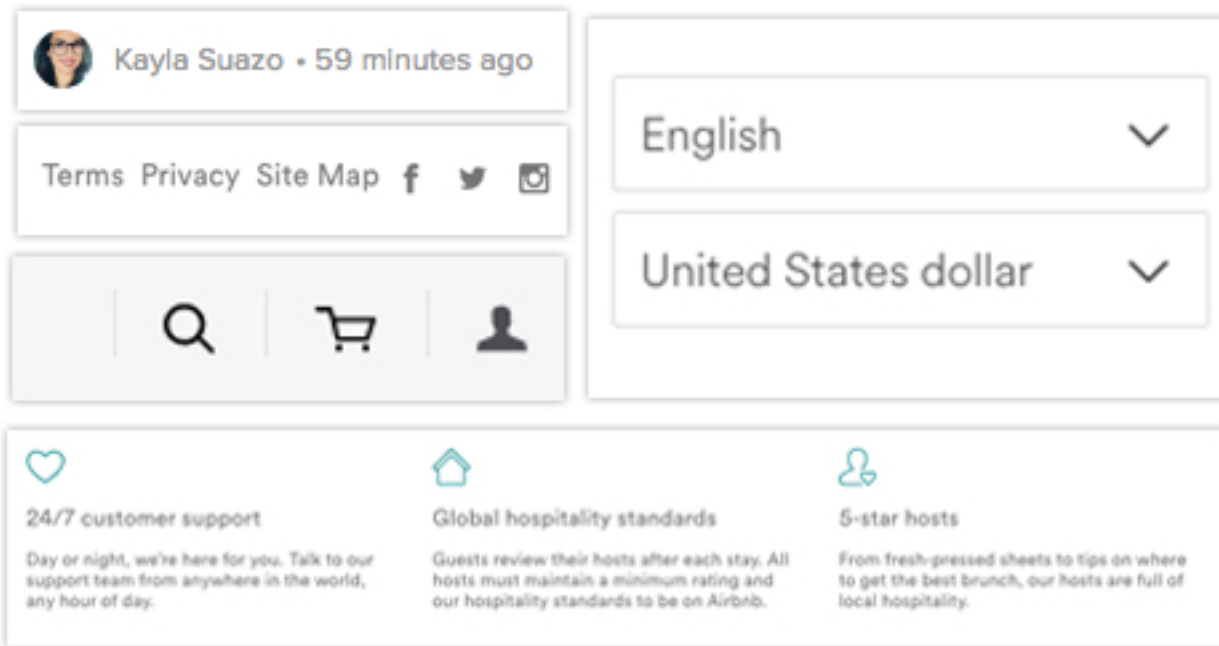 Kayla Suazo • 59 minutes ago
Terms Privacy Site Map
English
United States dollar
24/7 customer support
Day or night, we're here for you. Talk to our
support team from anywhere in the world,
any hour of day.
Global hospitality standards
Guests review their hosts after each stay. All
hosts must maintain a minimum rating and
our hospitality standards to be on Airbnb.
5-star hosts
From fresh-pressed sheets to tips on where
to get the best brunch, our hosts are full of
local hospitality.